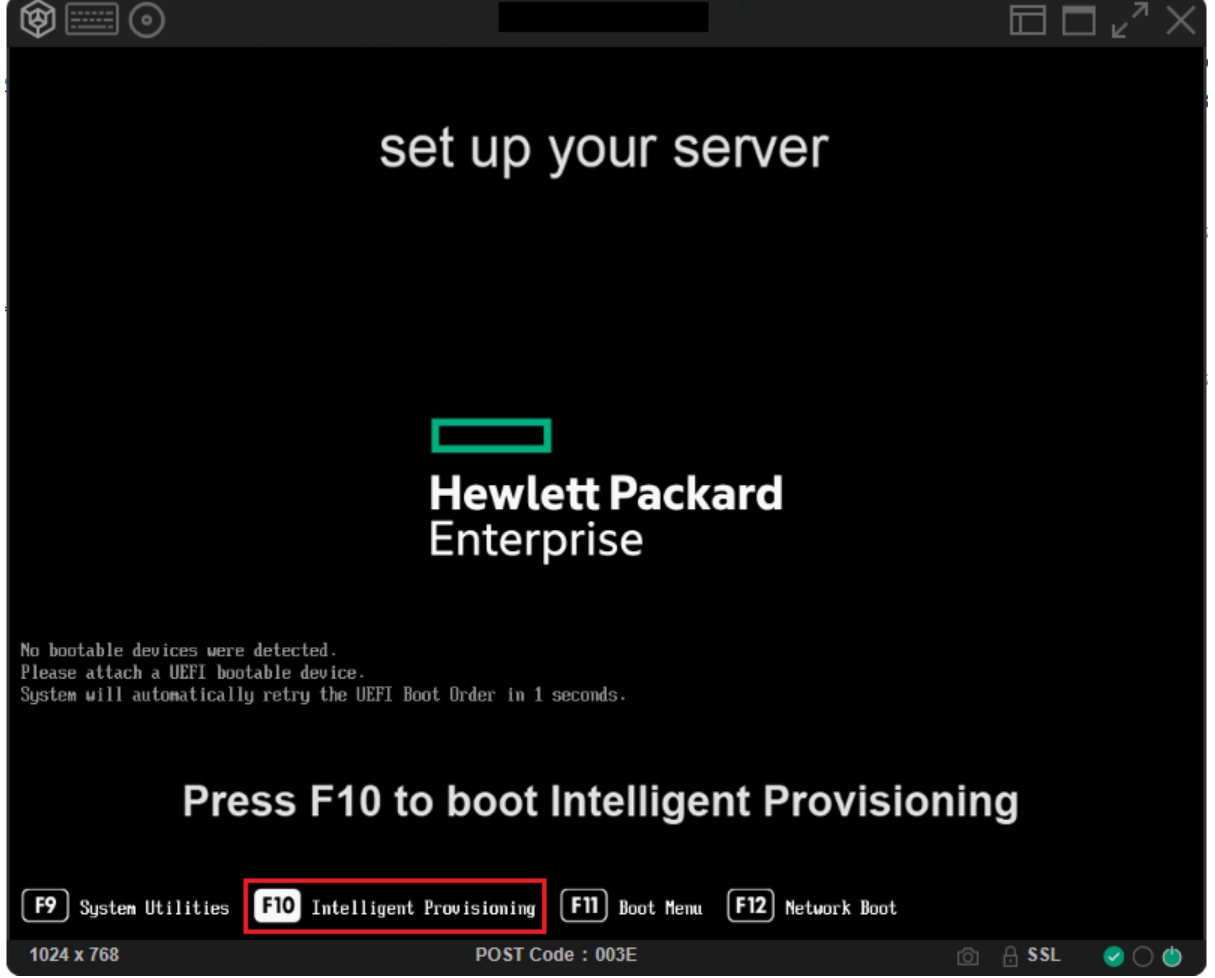 set up your server
Hewlett Packard
Enterprise
No bootable devices were detected.
Please attach a UEFI bootable device.
System will automatically retry the UEFI Boot Order in 1 seconds.
Press F10 to boot Intelligent Provisioning
F9 System Utilities F10 Intelligent Provisioning F11 Boot Menu F12 Network Boot
1024 x 768 POST Code : 003E SSL